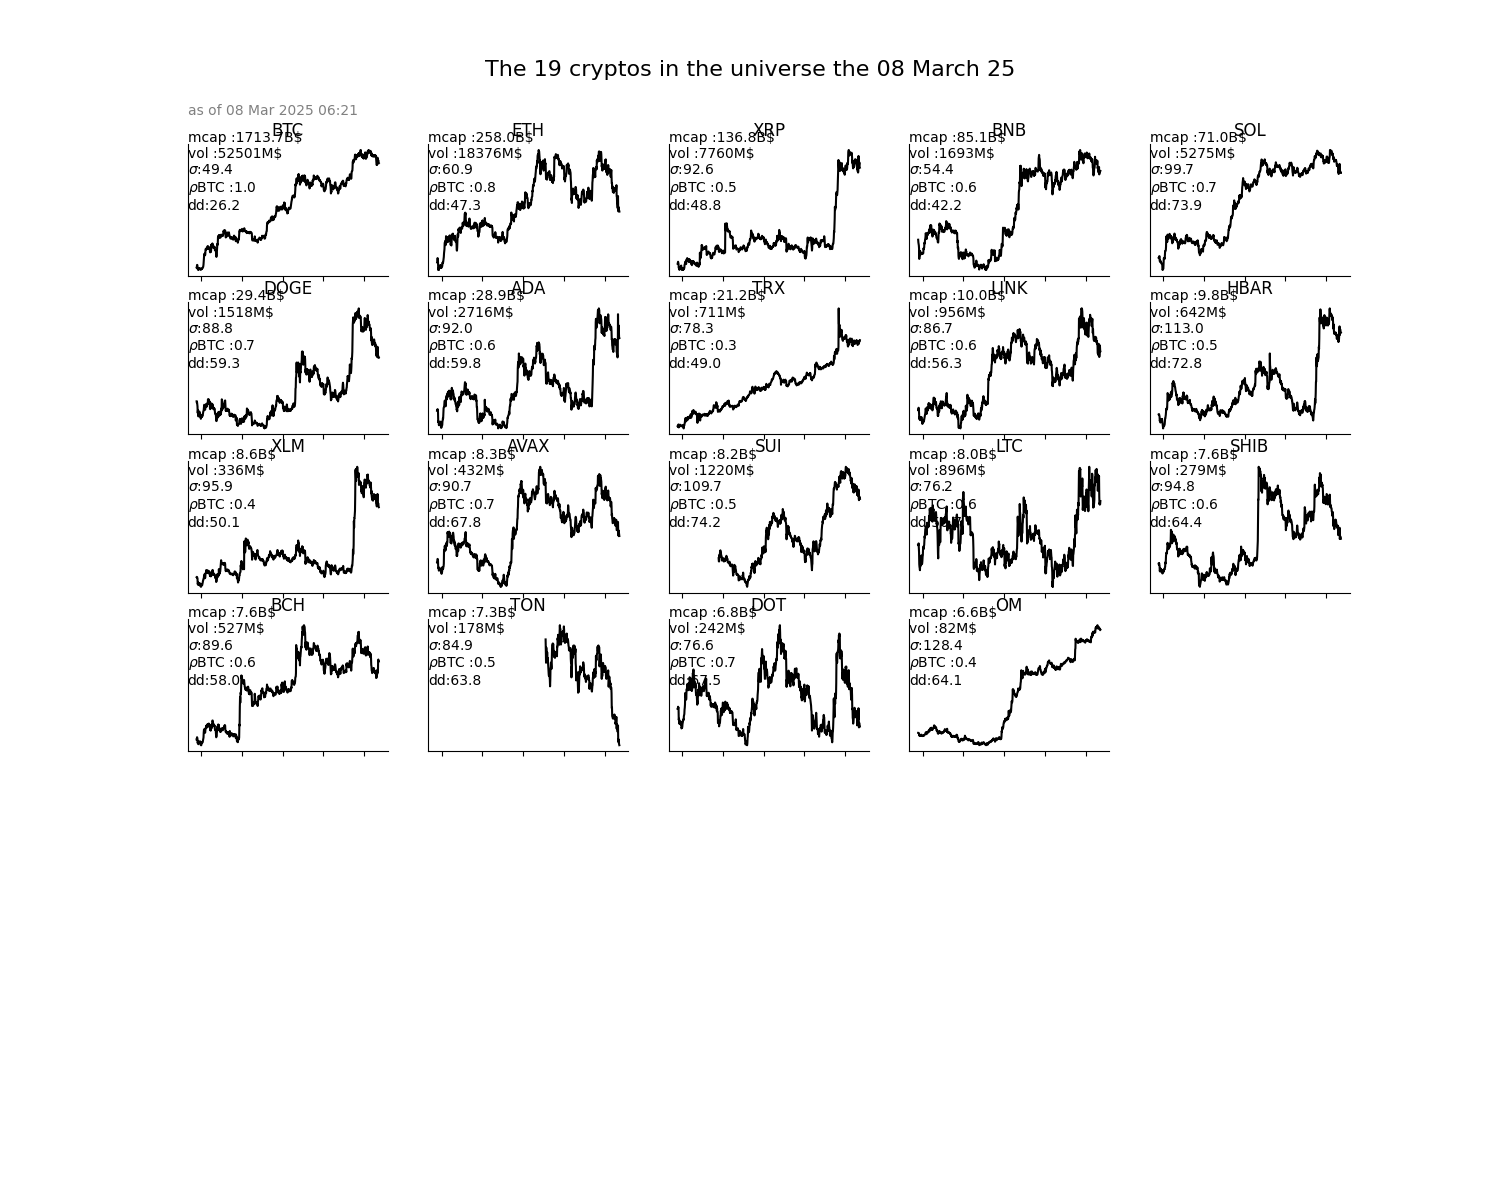 The 19 cryptos in the universe the 08 March 25
as of 08 Mar 2025 06:21
BTC
mcap :1713.7B$
vol :52501M$
σ:49.4
ρBTC :1.0
dd:26.2
ETH
mcap :258.0B$
vol :18376M$
σ:60.9
ρBTC :0.8
dd:47.3
XRP
mcap :136.8B$
vol :7760M$
σ:92.6
ρBTC :0.5
dd:48.8
BNB
mcap :85.1B$
vol :1693M$
σ:54.4
ρBTC :0.6
dd:42.2
SOL
mcap :71.0B$
vol :5275M$
σ:99.7
ρBTC :0.7
dd:73.9
DOGE
mcap :29.4B$
vol :1518M$
σ:88.8
ρBTC :0.7
dd:59.3
ADA
mcap :28.9B$
vol :2716M$
σ:92.0
ρBTC :0.6
dd:59.8
TRX
mcap :21.2B$
vol :711M$
σ:78.3
ρBTC :0.3
dd:49.0
LINK
mcap :10.0B$
vol :956M$
σ:86.7
ρBTC :0.6
dd:56.3
HBAR
mcap :9.8B$
vol :642M$
σ:113.0
ρBTC :0.5
dd:72.8
XLM
mcap :8.6B$
vol :336M$
σ:95.9
ρBTC :0.4
dd:50.1
AVAX
mcap :8.3B$
vol :432M$
σ:90.7
ρBTC :0.7
dd:67.8
SUI
mcap :8.2B$
vol :1220M$
σ:109.7
ρBTC :0.5
dd:74.2
LTC
mcap :8.0B$
vol :896M$
σ:76.2
ρBTC :0.6
SHIB
mcap :7.6B$
vol :279M$
σ:94.8
ρBTC :0.6
dd:64.4
BCH
mcap :7.6B$
vol :527M$
σ:89.6
ρBTC :0.6
dd:58.0
TON
mcap :7.3B$
vol :178M$
σ:84.9
ρBTC :0.5
dd:63.8
DOT
mcap :6.8B$
vol :242M$
σ:76.6
ρBTC :0.7
dd:67.5
OM
mcap :6.6B$
vol :82M$
σ:128.4
ρBTC :0.4
dd:64.1